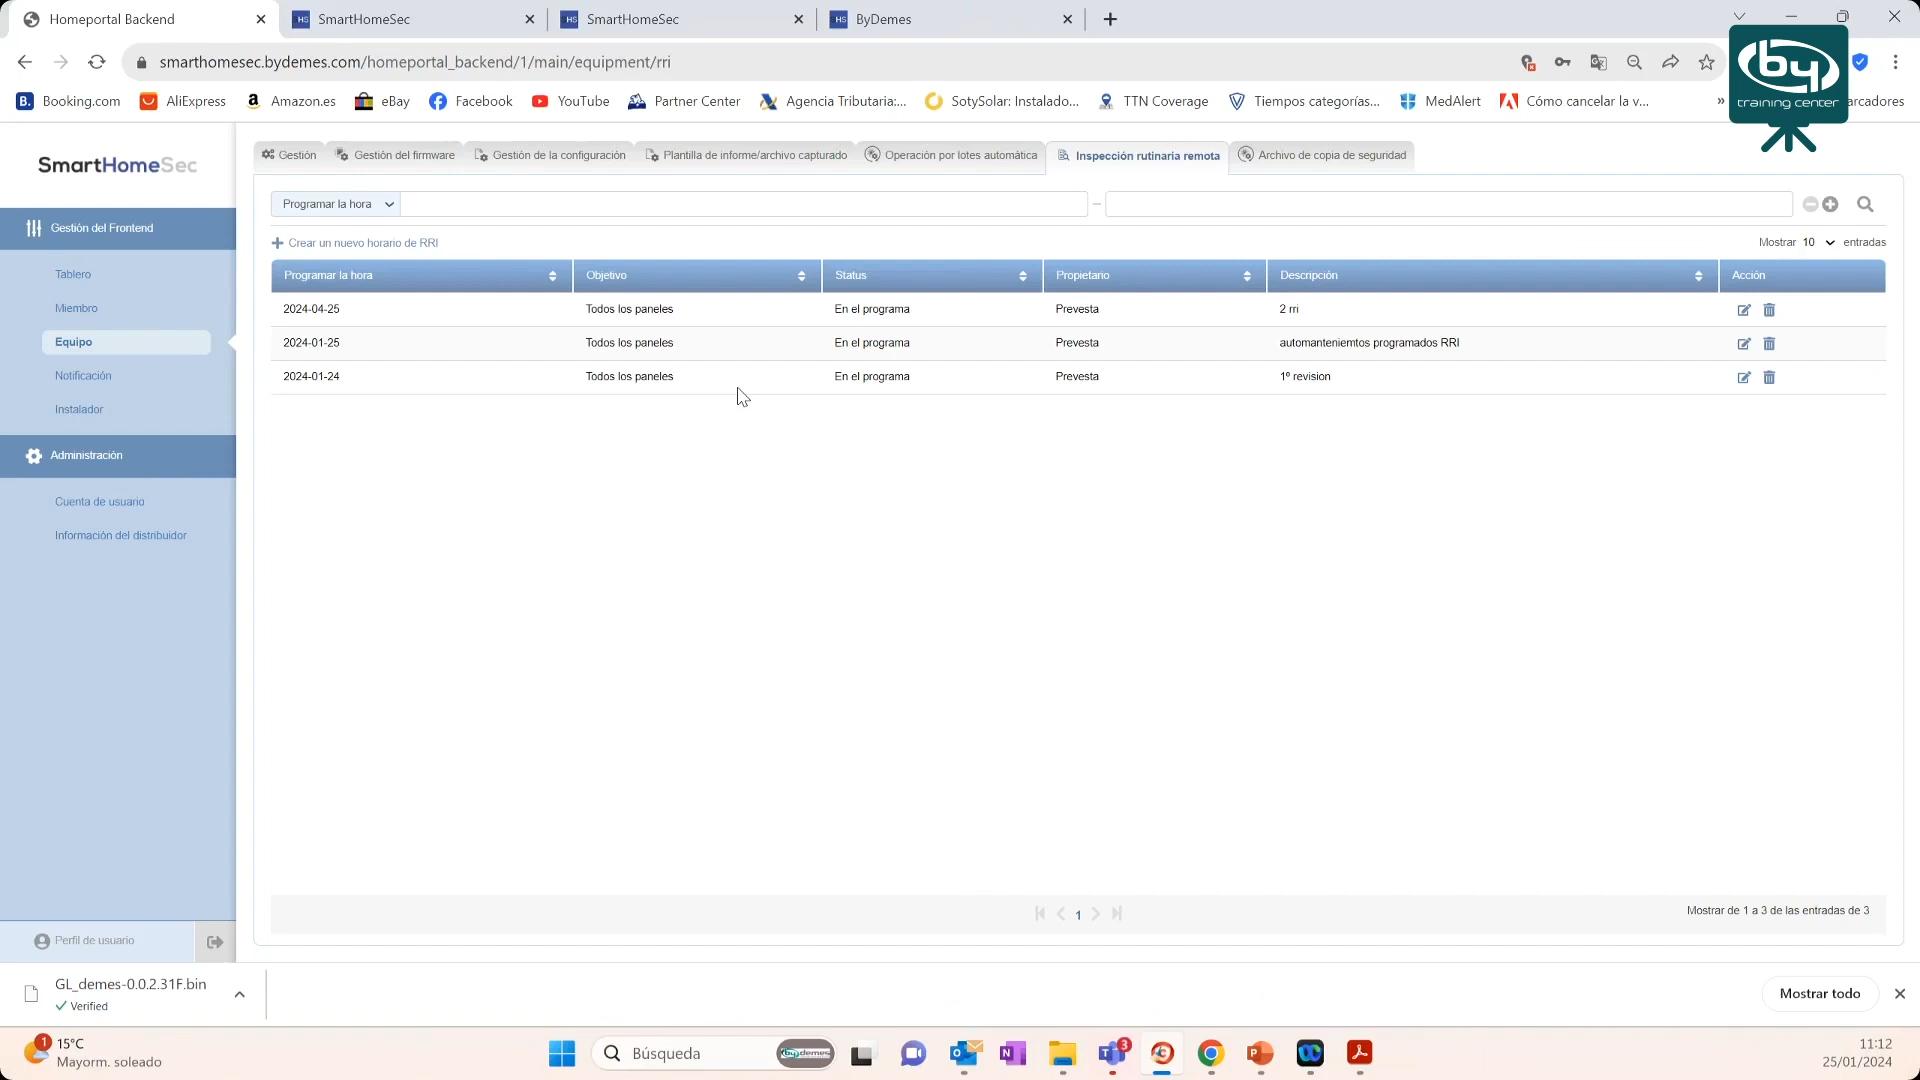 Homeportal Backend
SmartHomeSec
SmartHomeSec
ByDemes
smarthomesec.bydemes.com/homeportal_backend/1/main/equipment/rri
by
training center
Booking.com
AliExpress
Amazon.es
eBay
Facebook
YouTube
Partner Center
Agencia Tributaria:...
SotySolar: Instalado...
TTN Coverage
Tiempos categorías...
MedAlert
Cómo cancelar la v...
»
arcadores
SmartHomeSec
Gestión del Frontend
Tablero
Miembro
Equipo
Notificación
Instalador
Administración
Cuenta de usuario
Información del distribuidor
Perfil de usuario
Gestión
Gestión del firmware
Gestión de la configuración
Plantilla de informe/archivo capturado
Operación por lotes automática
Inspección rutinaria remota
Archivo de copia de seguridad
Programar la hora
–
Crear un nuevo horario de RRI
Mostrar 10 entradas
Programar la hora Objetivo Status Propietario Descripción Acción
2024-04-25 Todos los paneles En el programa Prevesta 2 rri
2024-01-25 Todos los paneles En el programa Prevesta automanteniemtos programados RRI
2024-01-24 Todos los paneles En el programa Prevesta 1º revision
1
Mostrar de 1 a 3 de las entradas de 3
GL_demes-0.0.2.31F.bin
Verified
Mostrar todo
1
15°C
Mayorm. soleado
Búsqueda
bydemes
3
11:12
25/01/2024